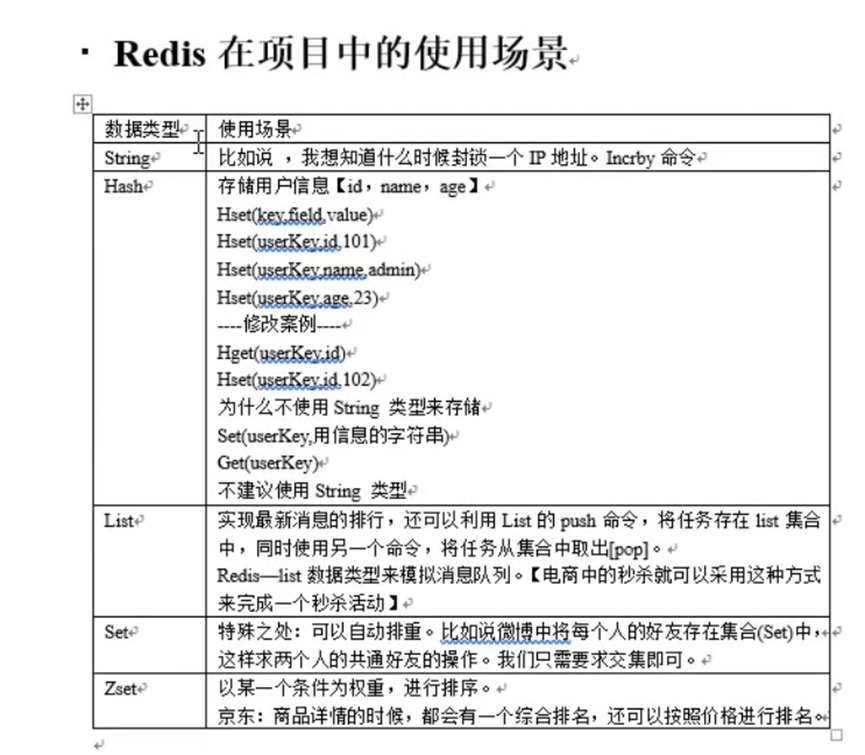 Redis 在项目中的使用场景
数据类型 使用场景
String 比如说 ，我想知道什么时候封锁一个 IP 地址。Incrby 命令
Hash 存储用户信息【id，name，age】
Hset(key,field,value)
Hset(userKey,id,101)
Hset(userKey,name,admin)
Hset(userKey,age,23)
----修改案例----
Hget(userKey,id)
Hset(userKey,id,102)
为什么不使用 String 类型来存储
Set(userKey,用信息的字符串)
Get(userKey)
不建议使用 String 类型
List 实现最新消息的排行，还可以利用 List 的 push 命令，将任务存在 list 集合
中，同时使用另一个命令，将任务从集合中取出[pop]。
Redis—list 数据类型来模拟消息队列。【电商中的秒杀就可以采用这种方式
来完成一个秒杀活动】
Set 特殊之处：可以自动排重。比如说微博中将每个人的好友存在集合(Set)中，
这样求两个人的共通好友的操作。我们只需要求交集即可。
Zset 以某一个条件为权重，进行排序。
京东：商品详情的时候，都会有一个综合排名，还可以按照价格进行排名。